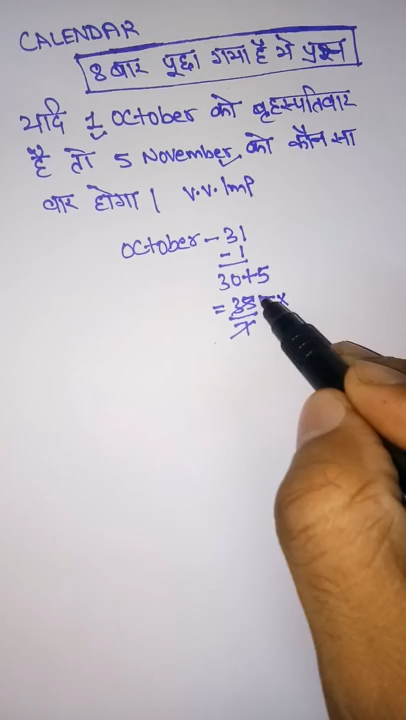 CALENDAR
8 बार पूछा गया है ये प्रश्न
यदि 1 October को बृहस्पतिवार
है तो 5 November को कौन सा
वार होगा | V.V. Imp
October - 31
- 1
30+5
= 35
7